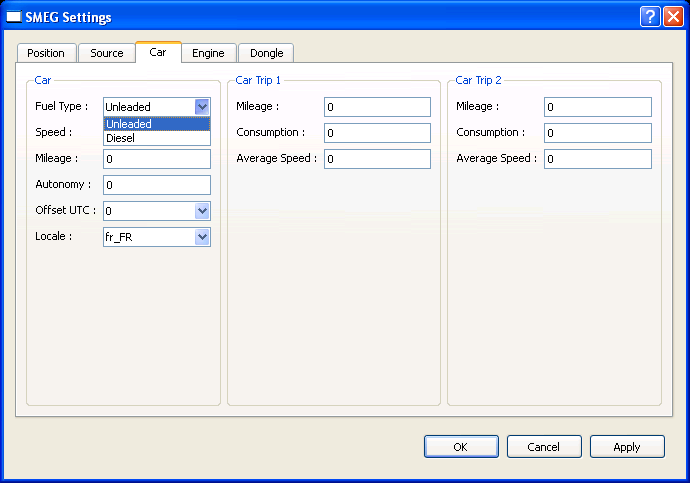 SMEG Settings
Position Source Car Engine Dongle
Car
Fuel Type : Unleaded
Unleaded
Diesel
Speed :
Mileage : 0
Autonomy : 0
Offset UTC : 0
Locale : fr_FR
Car Trip 1
Mileage : 0
Consumption : 0
Average Speed : 0
Car Trip 2
Mileage : 0
Consumption : 0
Average Speed : 0
OK Cancel Apply